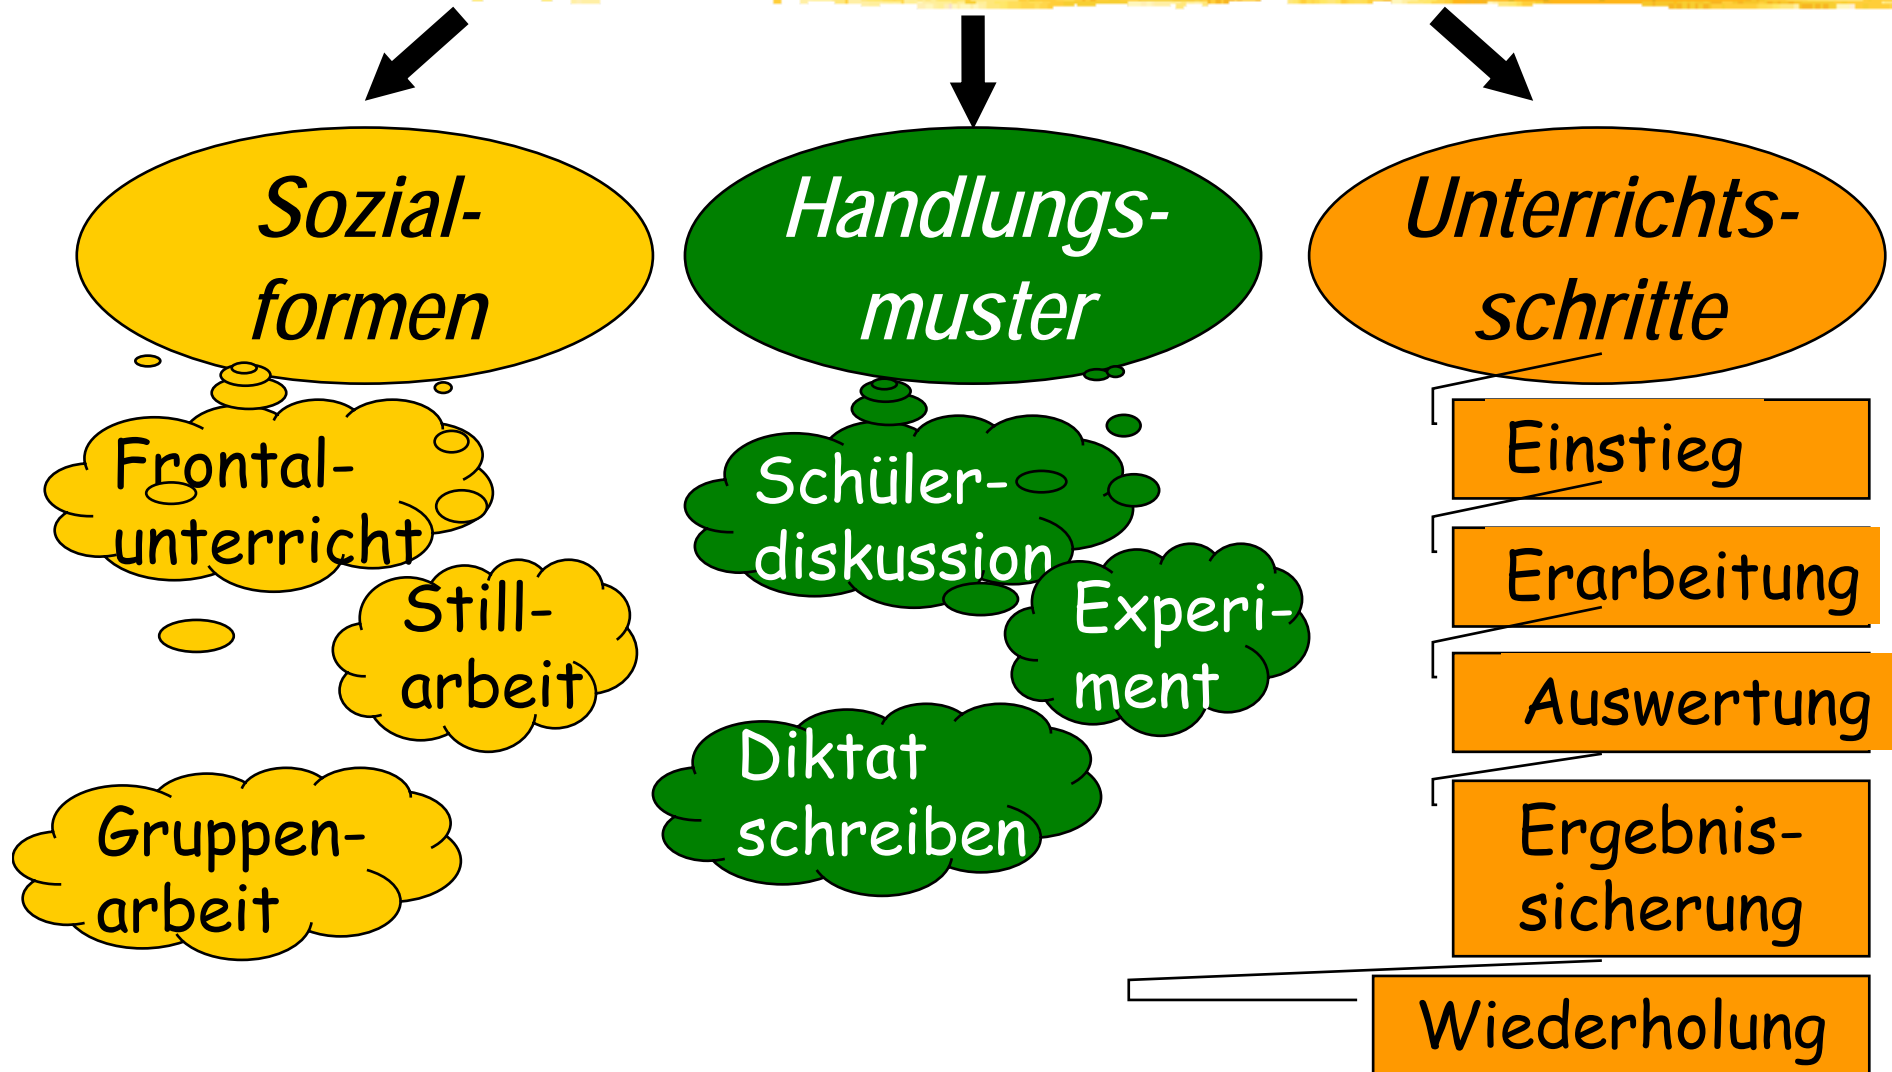 Sozial-
formen
Frontal-
unterricht
Still-
arbeit
Gruppen-
arbeit
Handlungs-
muster
Schüler-
diskussion
Experi-
ment
Diktat
schreiben
Unterrichts-
schritte
Einstieg
Erarbeitung
Auswertung
Ergebnis-
sicherung
Wiederholung